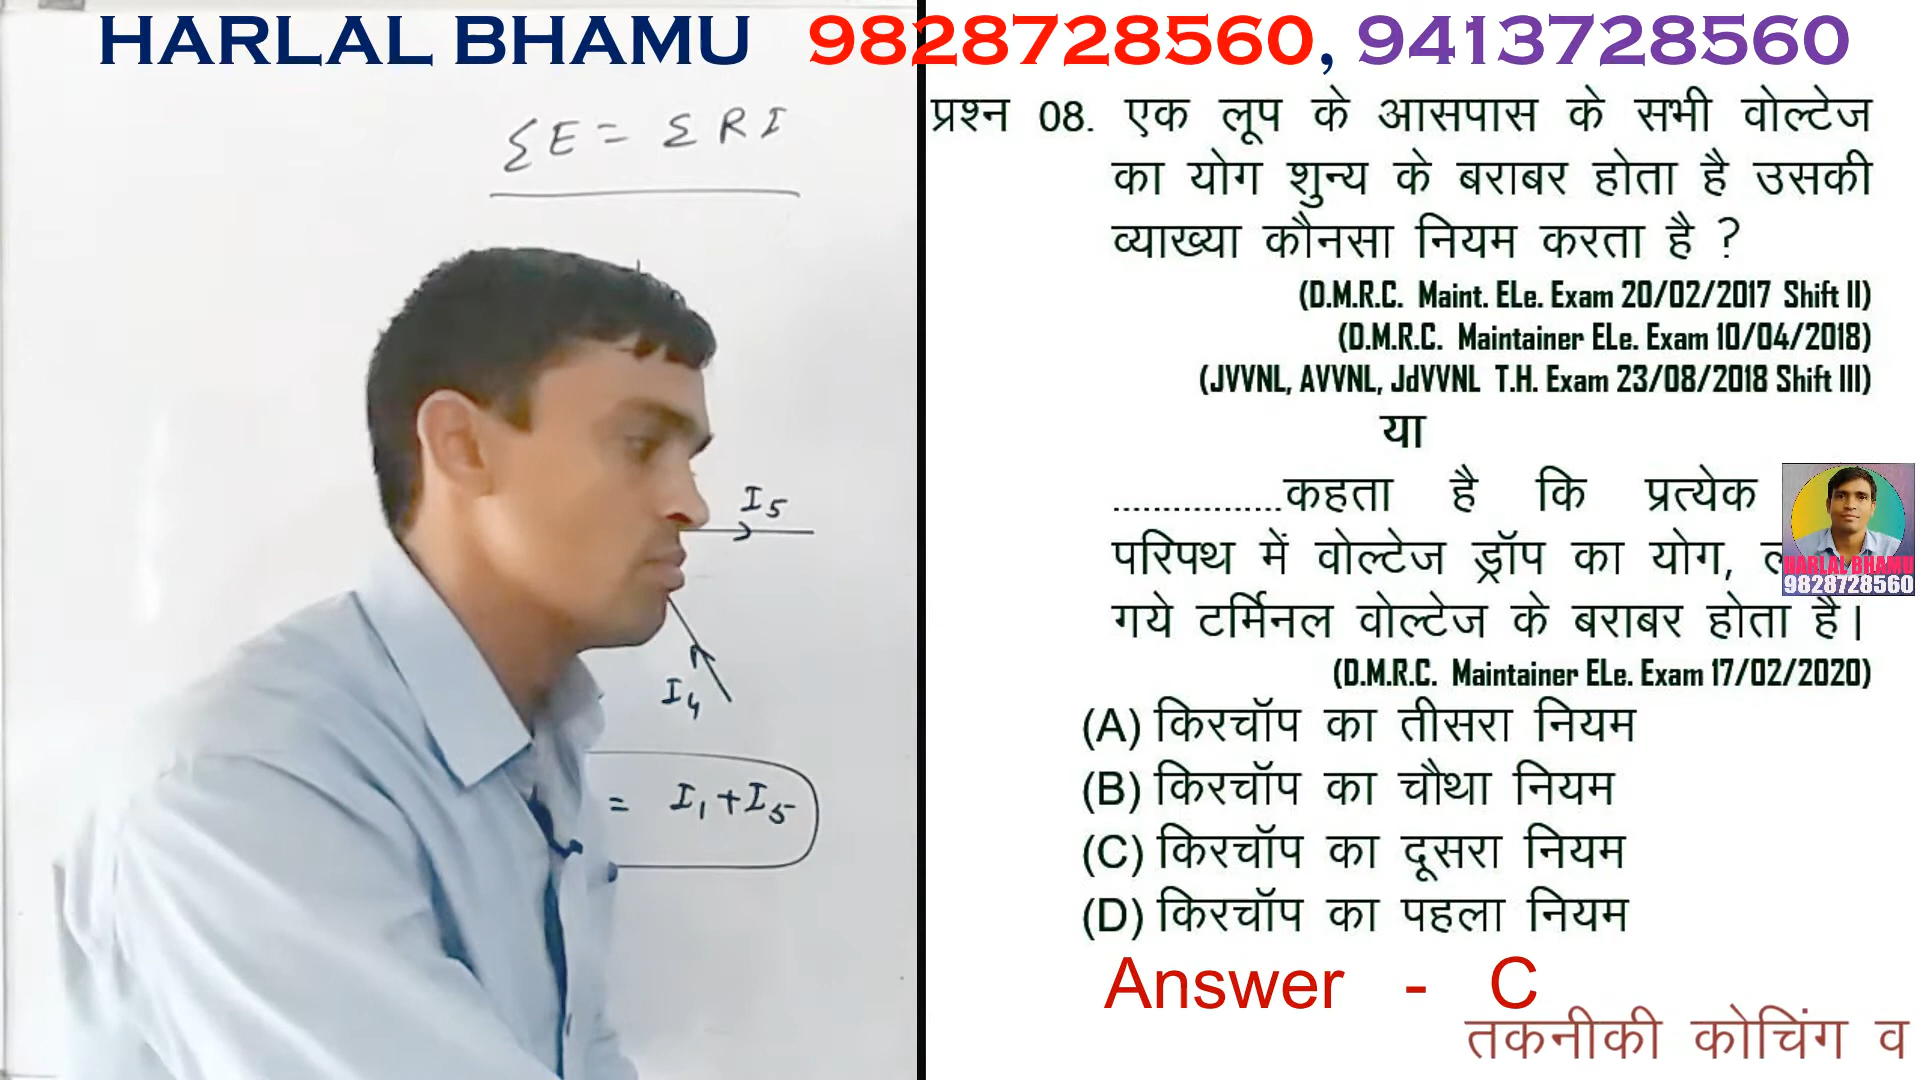 HARLAL BHAMU 9828728560, 9413728560
ΣE = Σ R I
I5
I4
= I1 + I5
प्रश्न 08. एक लूप के आसपास के सभी वोल्टेज
का योग शुन्य के बराबर होता है उसकी
व्याख्या कौनसा नियम करता है ?
(D.M.R.C. Maint. ELe. Exam 20/02/2017 Shift II)
(D.M.R.C. Maintainer ELe. Exam 10/04/2018)
(JVVNL, AVVNL, JdVVNL T.H. Exam 23/08/2018 Shift III)
या
.................कहता है कि प्रत्येक
परिपथ में वोल्टेज ड्रॉप का योग,
गये टर्मिनल वोल्टेज के बराबर होता है।
HARLAL BHAMU
9828728560
(D.M.R.C. Maintainer ELe. Exam 17/02/2020)
(A) किरचॉप का तीसरा नियम
(B) किरचॉप का चौथा नियम
(C) किरचॉप का दूसरा नियम
(D) किरचॉप का पहला नियम
Answer - C
तकनीकी कोचिंग व